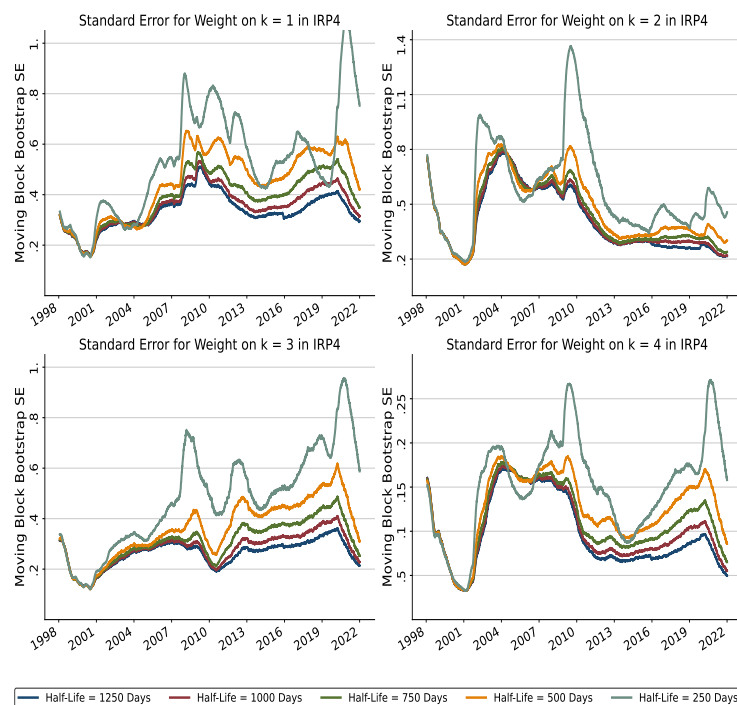 Standard Error for Weight on k = 1 in IRP4
Moving Block Bootstrap SE
1.
.8
.6
.4
.2
1998 2001 2004 2007 2010 2013 2016 2019 2022
Standard Error for Weight on k = 2 in IRP4
Moving Block Bootstrap SE
1.4
1.1
.8
.5
.2
1998 2001 2004 2007 2010 2013 2016 2019 2022
Standard Error for Weight on k = 3 in IRP4
Moving Block Bootstrap SE
1.
.8
.6
.4
.2
1998 2001 2004 2007 2010 2013 2016 2019 2022
Standard Error for Weight on k = 4 in IRP4
Moving Block Bootstrap SE
.25
.2
.15
.1
.5
1998 2001 2004 2007 2010 2013 2016 2019 2022
Half-Life = 1250 Days Half-Life = 1000 Days Half-Life = 750 Days Half-Life = 500 Days Half-Life = 250 Days